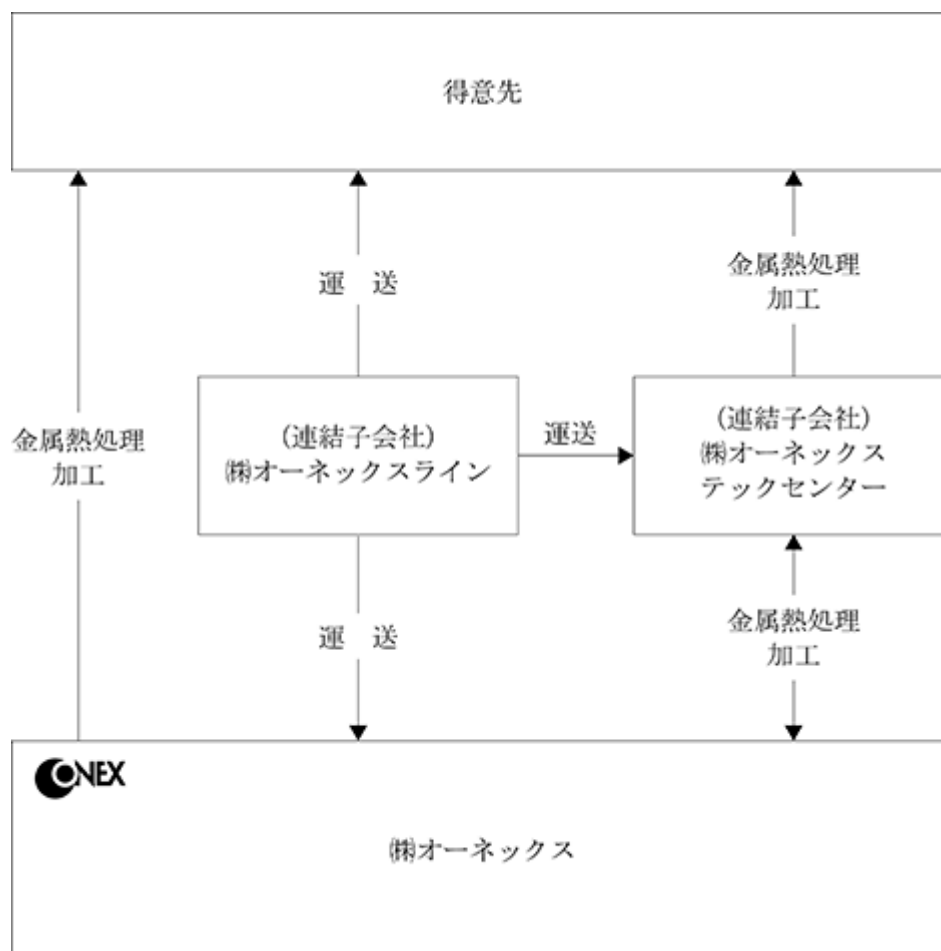 得意先
運 送
金属熱処理
加工
金属熱処理
加工
(連結子会社)
㈱オーネックスライン
運送
(連結子会社)
㈱オーネックス
テックセンター
運 送
金属熱処理
加工
ONEX
㈱オーネックス